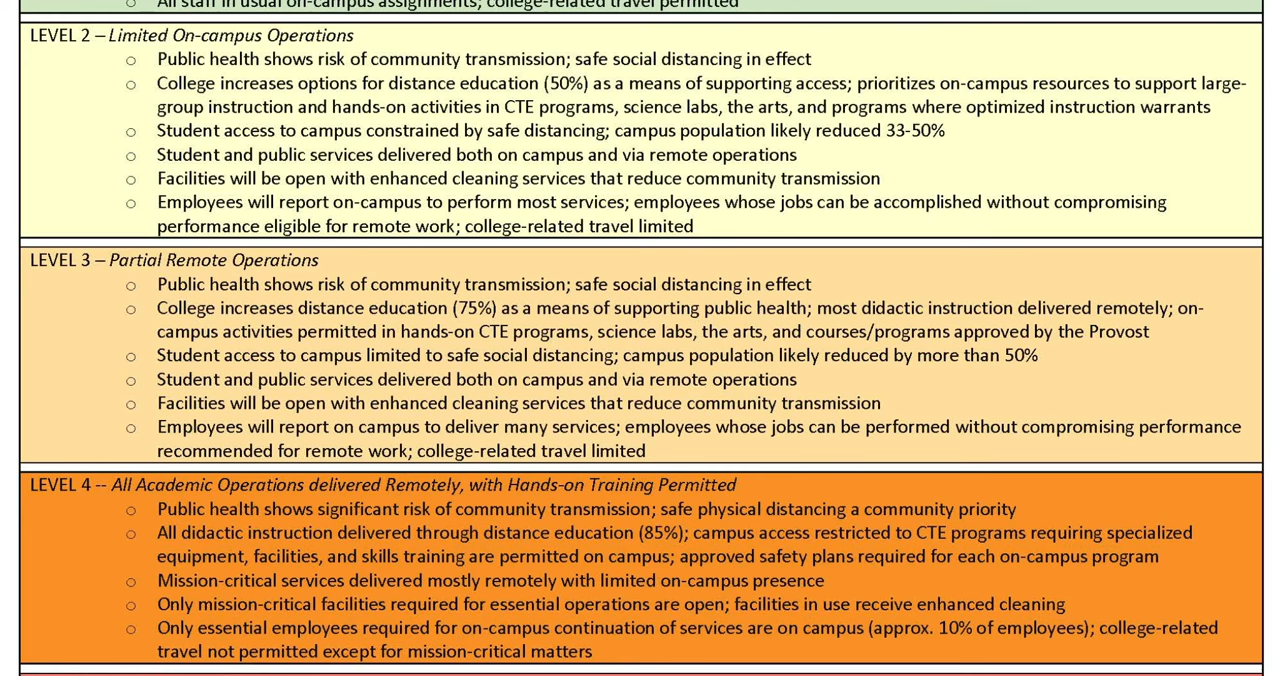 All staff in usual on-campus assignments; college-related travel permitted
LEVEL 2 – Limited On-campus Operations
○ Public health shows risk of community transmission; safe social distancing in effect
○ College increases options for distance education (50%) as a means of supporting access; prioritizes on-campus resources to support large-
group instruction and hands-on activities in CTE programs, science labs, the arts, and programs where optimized instruction warrants
○ Student access to campus constrained by safe distancing; campus population likely reduced 33-50%
○ Student and public services delivered both on campus and via remote operations
○ Facilities will be open with enhanced cleaning services that reduce community transmission
○ Employees will report on-campus to perform most services; employees whose jobs can be accomplished without compromising
performance eligible for remote work; college-related travel limited
LEVEL 3 – Partial Remote Operations
○ Public health shows risk of community transmission; safe social distancing in effect
○ College increases distance education (75%) as a means of supporting public health; most didactic instruction delivered remotely; on-
campus activities permitted in hands-on CTE programs, science labs, the arts, and courses/programs approved by the Provost
○ Student access to campus limited to safe social distancing; campus population likely reduced by more than 50%
○ Student and public services delivered both on campus and via remote operations
○ Facilities will be open with enhanced cleaning services that reduce community transmission
○ Employees will report on campus to deliver many services; employees whose jobs can be performed without compromising performance
recommended for remote work; college-related travel limited
LEVEL 4 -- All Academic Operations delivered Remotely, with Hands-on Training Permitted
○ Public health shows significant risk of community transmission; safe physical distancing a community priority
○ All didactic instruction delivered through distance education (85%); campus access restricted to CTE programs requiring specialized
equipment, facilities, and skills training are permitted on campus; approved safety plans required for each on-campus program
○ Mission-critical services delivered mostly remotely with limited on-campus presence
○ Only mission-critical facilities required for essential operations are open; facilities in use receive enhanced cleaning
○ Only essential employees required for on-campus continuation of services are on campus (approx. 10% of employees); college-related
travel not permitted except for mission-critical matters